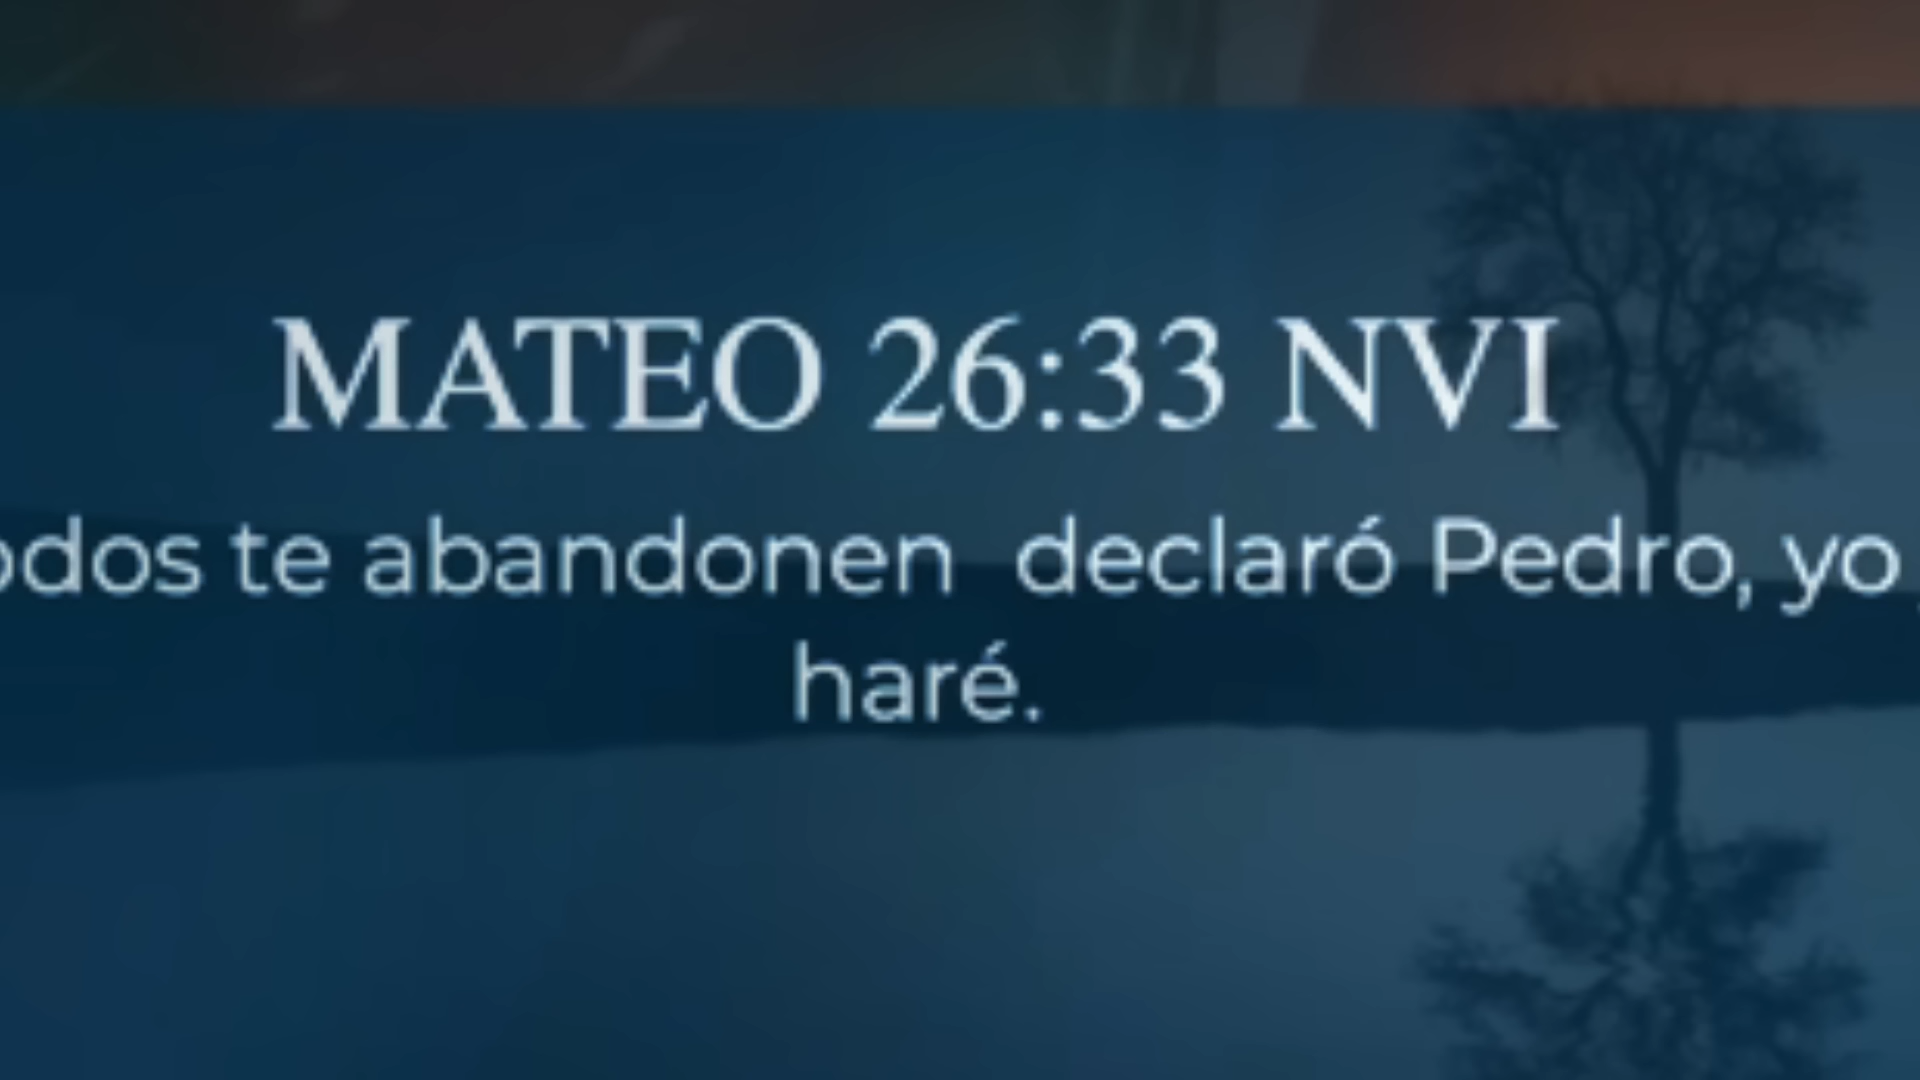 MATEO 26:33 NVI
odos te abandonen declaró Pedro, yo
haré.